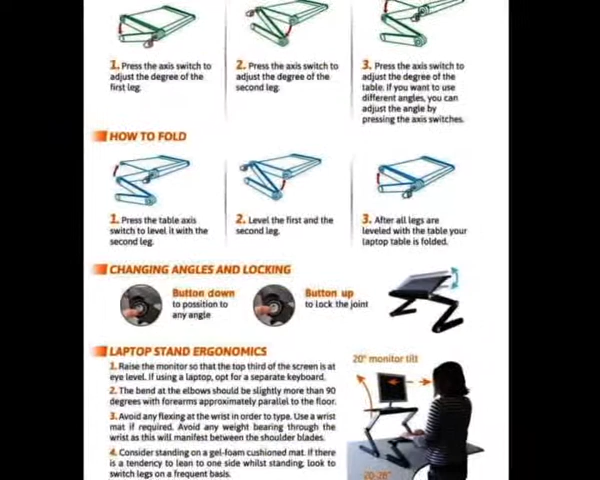 1. Press the axis switch to
adjust the degree of the
first leg.
2. Press the axis switch to
adjust the degree of the
second leg.
3. Press the axis switch to
adjust the degree of the
table. If you want to use
different angles, you can
adjust the angle by
pressing the axis switches.
HOW TO FOLD
1. Press the table axis
switch to level it with the
second leg.
2. Level the first and the
second leg.
3. After all legs are
leveled with the table your
laptop table is folded.
CHANGING ANGLES AND LOCKING
Button down
to possition to
any angle
Button up
to lock the joint
LAPTOP STAND ERGONOMICS
1. Raise the monitor so that the top third of the screen is at
eye level. If using a laptop, opt for a separate keyboard.
2. The bend at the elbows should be slightly more than 90
degrees with forearms approximately parallel to the floor.
3. Avoid any flexing at the wrist in order to type. Use a wrist
mat if required. Avoid any weight bearing through the
wrist as this will manifest between the shoulder blades.
4. Consider standing on a gel-foam cushioned mat. If there
is a tendency to lean to one side whilst standing, look to
switch legs on a frequent basis.
20° monitor tilt
20-28"